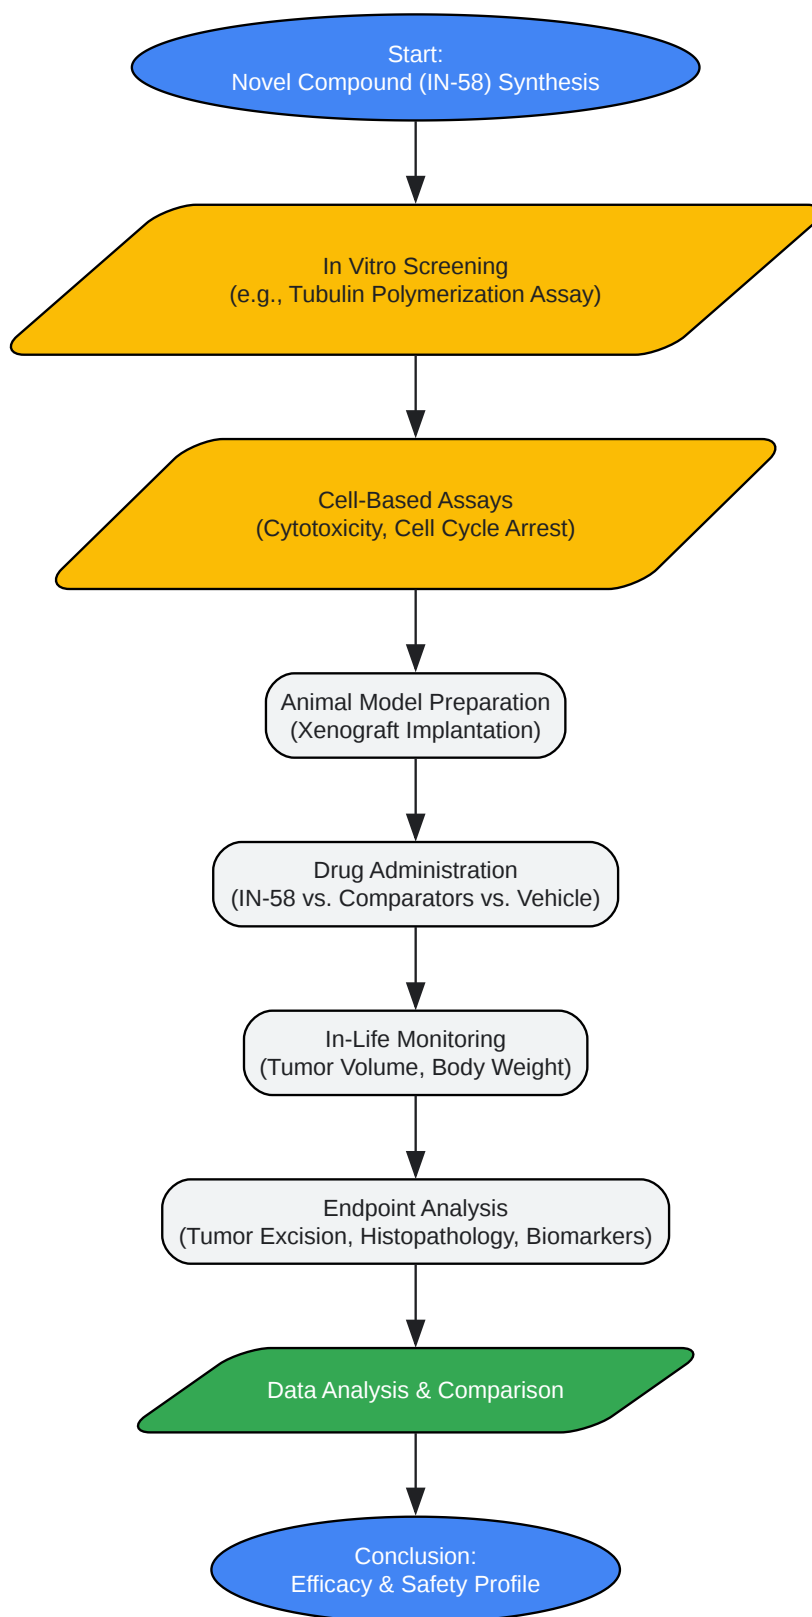 Start:
Novel Compound (IN-58) Synthesis
In Vitro Screening
(e.g., Tubulin Polymerization Assay)
Cell-Based Assays
(Cytotoxicity, Cell Cycle Arrest)
Animal Model Preparation
(Xenograft Implantation)
Drug Administration
(IN-58 vs. Comparators vs. Vehicle)
In-Life Monitoring
(Tumor Volume, Body Weight)
Endpoint Analysis
(Tumor Excision, Histopathology, Biomarkers)
Data Analysis & Comparison
Conclusion:
Efficacy & Safety Profile